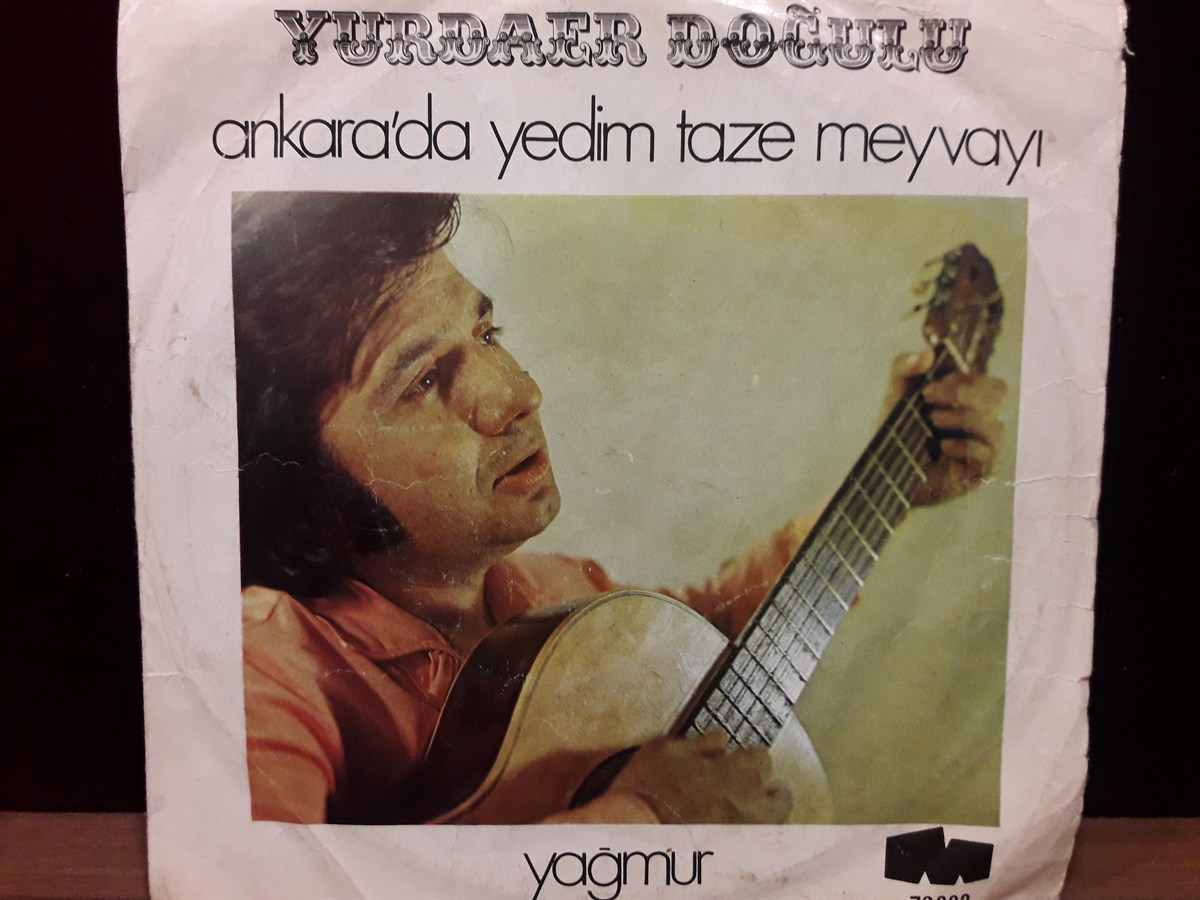 YURDAER DOĞULU
ankara'da yedim taze meyvayı
yağmur